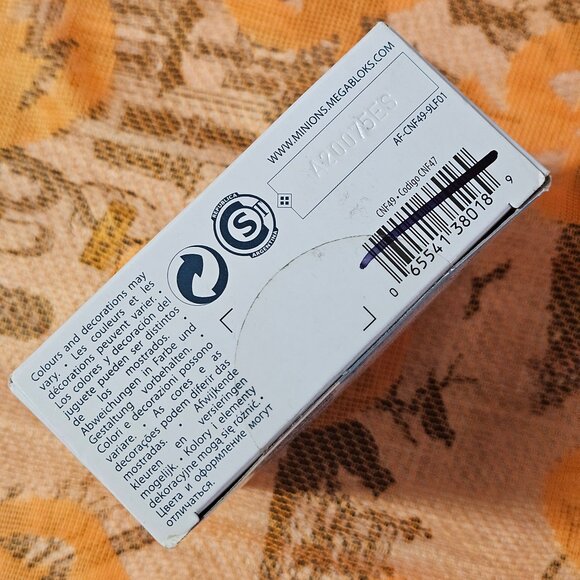 WWW.MINIONS.MEGABLOKS.COM
A20075ES
AF-CNF49-9LF01
CNF49 - Codigo CNF47
0 65541 38018 9
REPUBLICA
S
ARGENTINA
Colours and decorations may
vary. • Les couleurs et les
décorations peuvent varier. •
Los colores y decoración del
juguete pueden ser distintos
de los mostrados. •
Abweichungen in Farbe und
Gestaltung vorbehalten. •
Colori e decorazioni possono
variare. • As cores e as
decorações podem diferir das
mostradas. • Afwikende
kleuren en versieringen
mogelijk. • Kolory i elementy
dekoracyjne mogą się różnić. •
Цвета и оформление могут
отличаться.